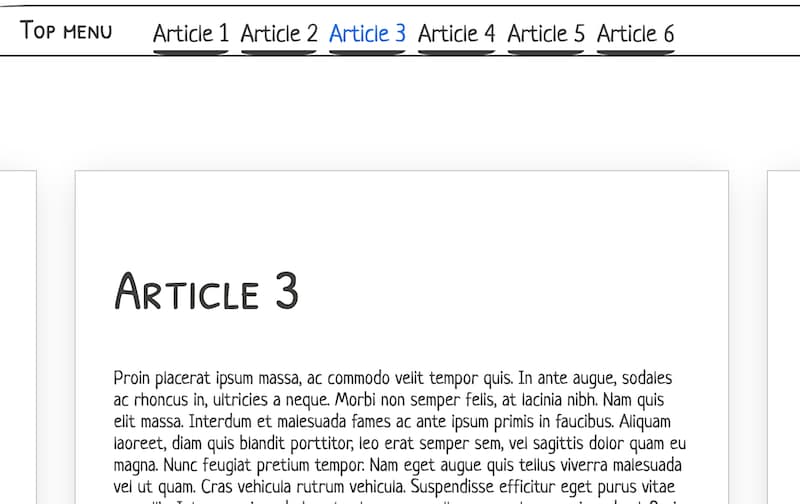 Top menu Article 1 Article 2 Article 3 Article 4 Article 5 Article 6
Article 3
Proin placerat ipsum massa, ac commodo velit tempor quis. In ante augue, sodales
ac rhoncus in, ultricies a neque. Morbi non semper felis, at lacinia nibh. Nam quis
elit massa. Interdum et malesuada fames ac ante ipsum primis in faucibus. Aliquam
laoreet, diam quis blandit porttitor, leo erat semper sem, vel sagittis dolor quam eu
magna. Nunc feugiat pretium tempor. Nam eget augue quis tellus viverra malesuada
vel ut quam. Cras vehicula rutrum vehicula. Suspendisse efficitur eget purus vitae